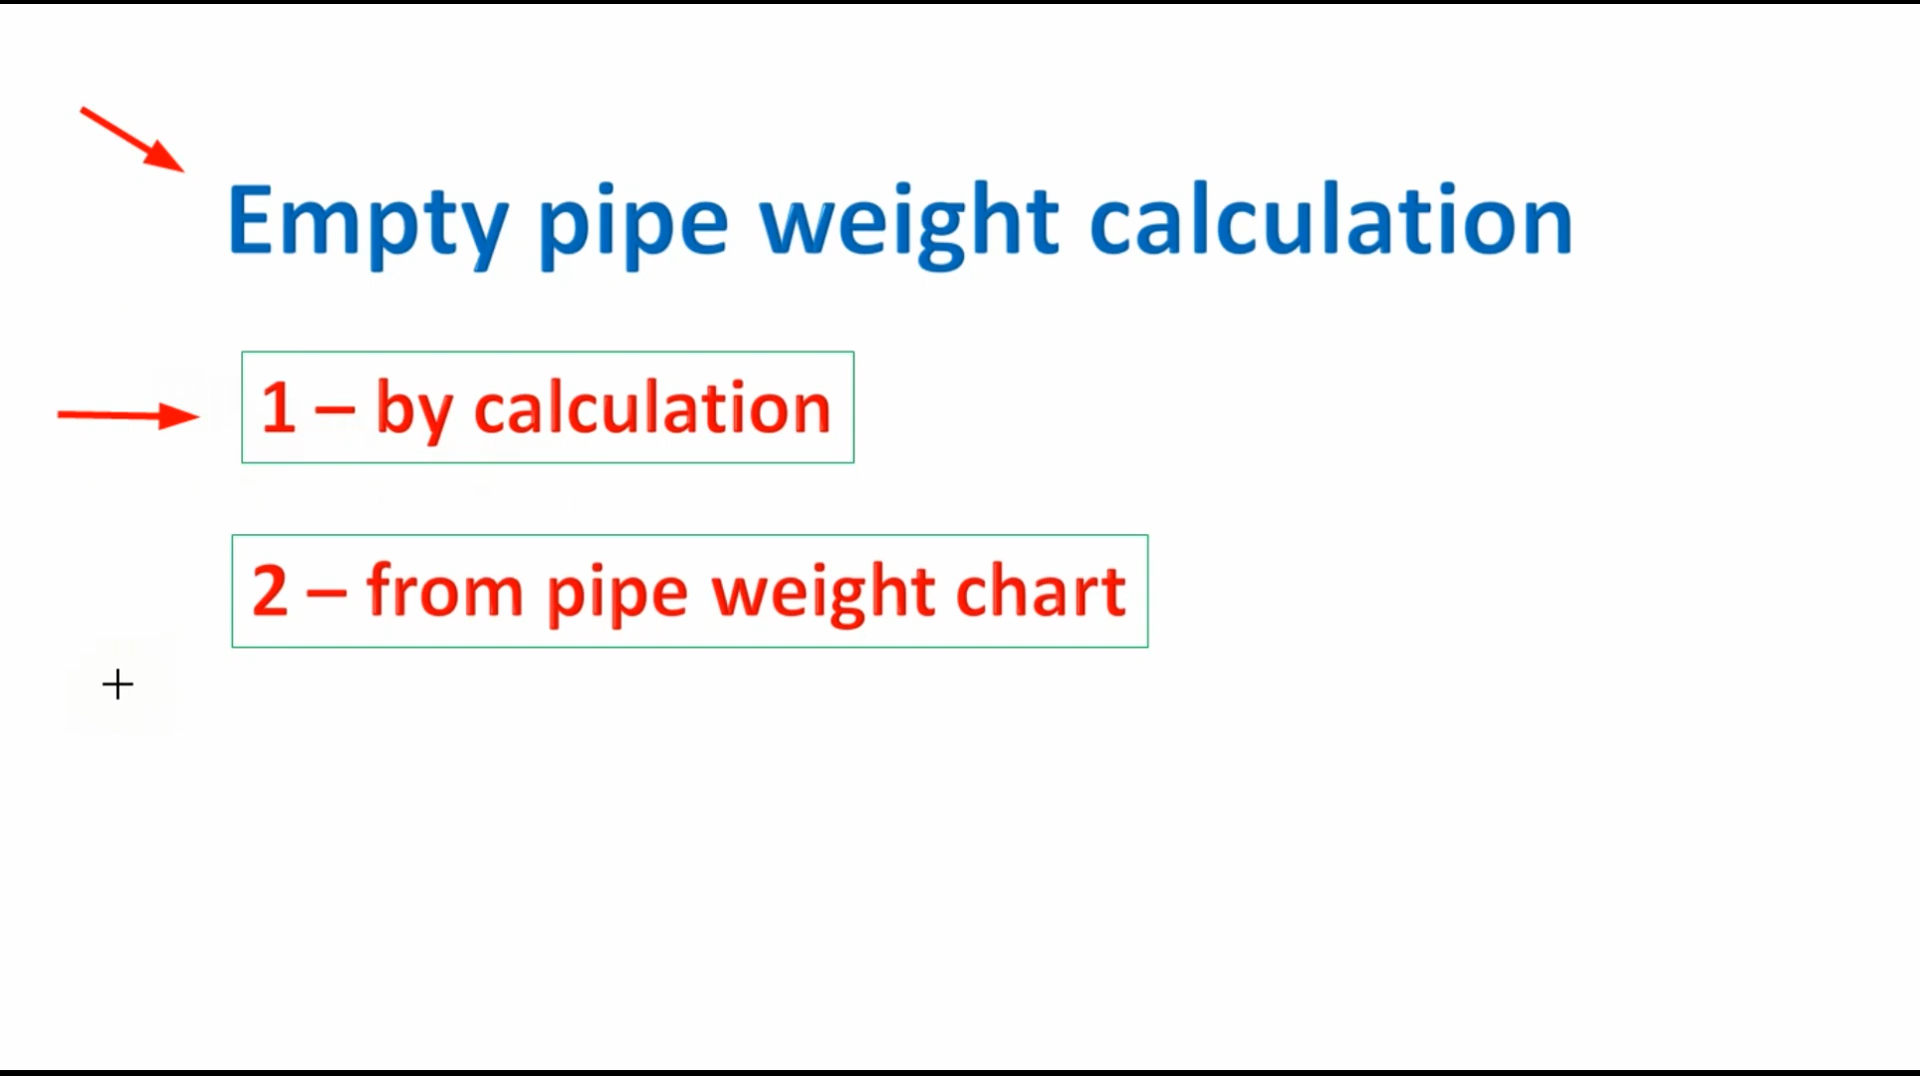 Empty pipe weight calculation
1 – by calculation
2 – from pipe weight chart